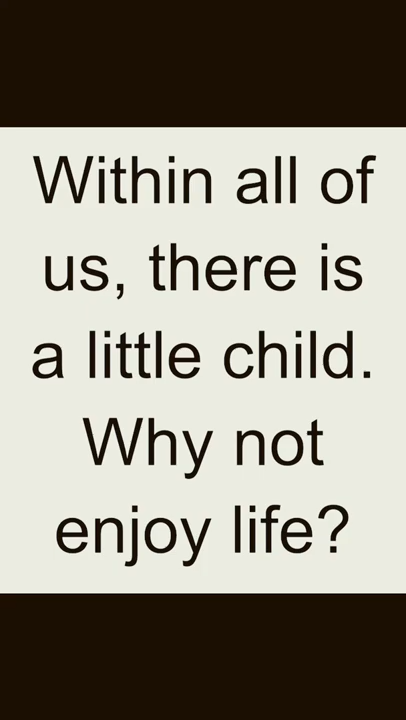 Within all of
us, there is
a little child.
Why not
enjoy life?